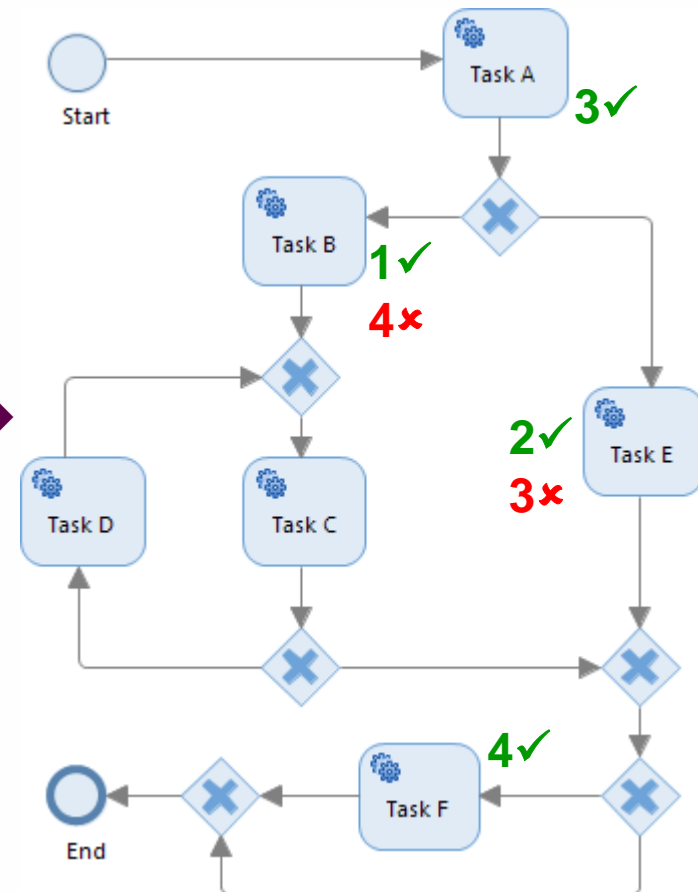 Task A
3✓
Start
Task B
1✓
4✗
Task E
2✓
3✗
Task D
Task C
4✓
Task F
End